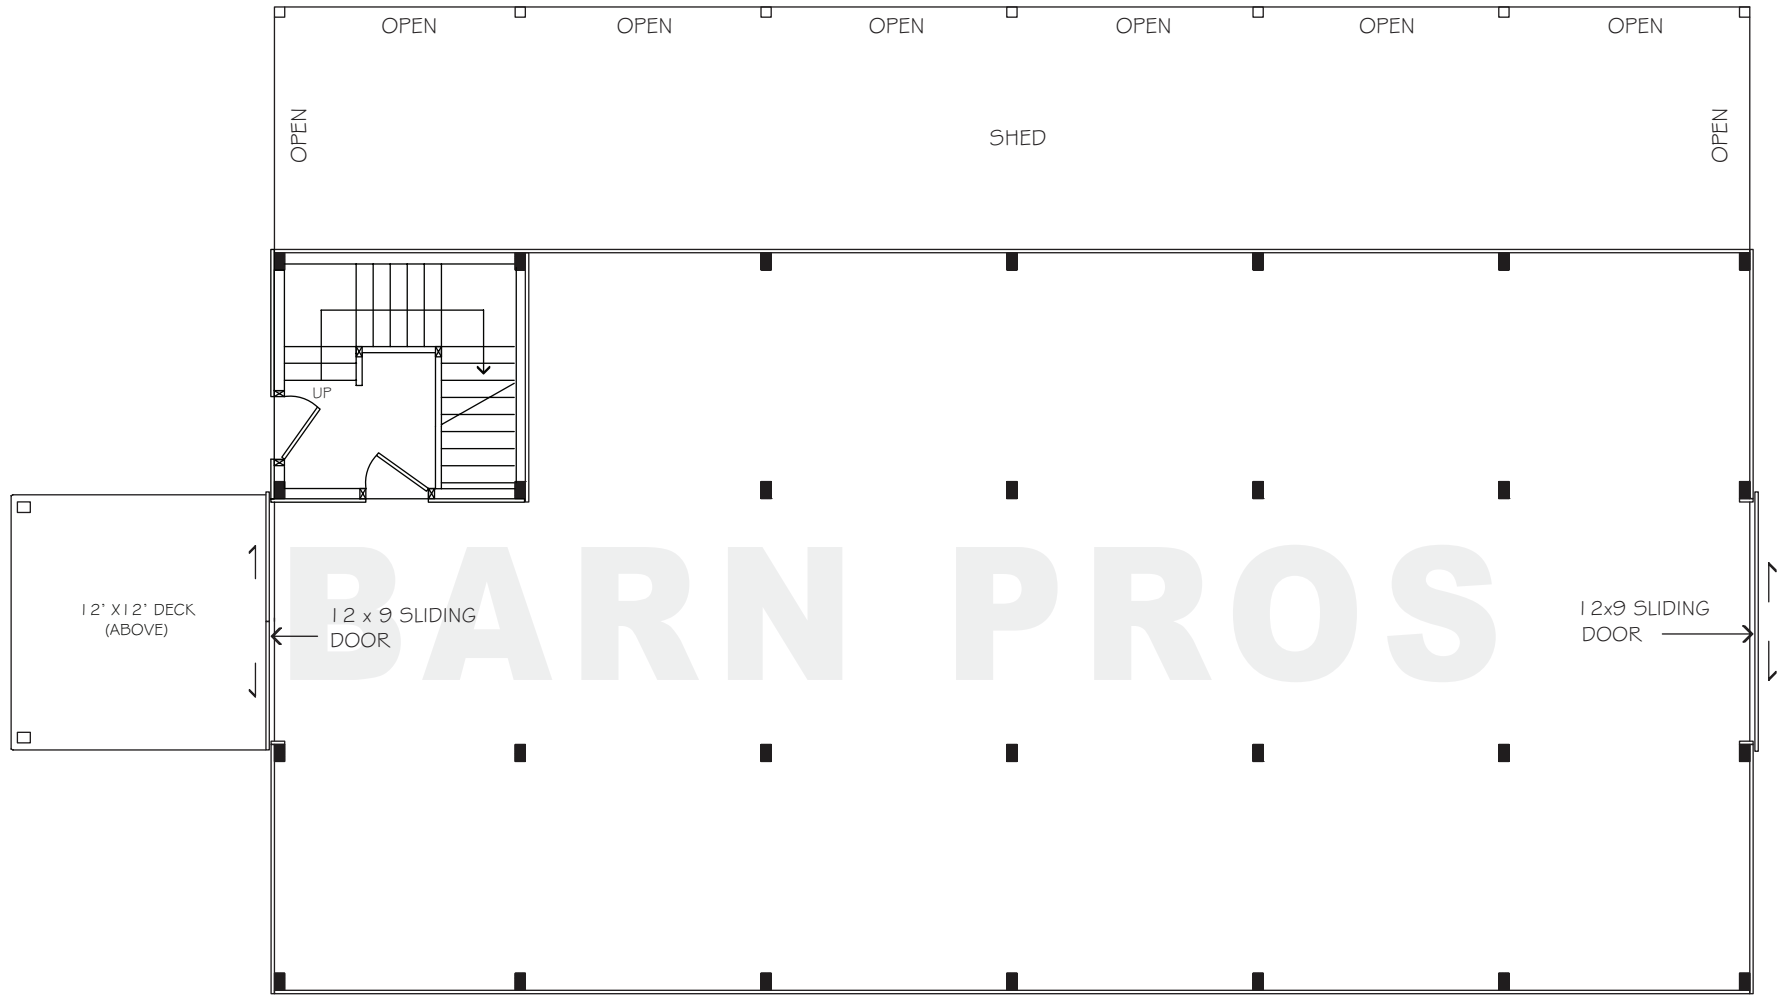 OPEN OPEN OPEN OPEN OPEN OPEN
OPEN
SHED
OPEN
UP
BARN PROS
12' X12' DECK
(ABOVE)
12 x 9 SLIDING
DOOR
12x9 SLIDING
DOOR